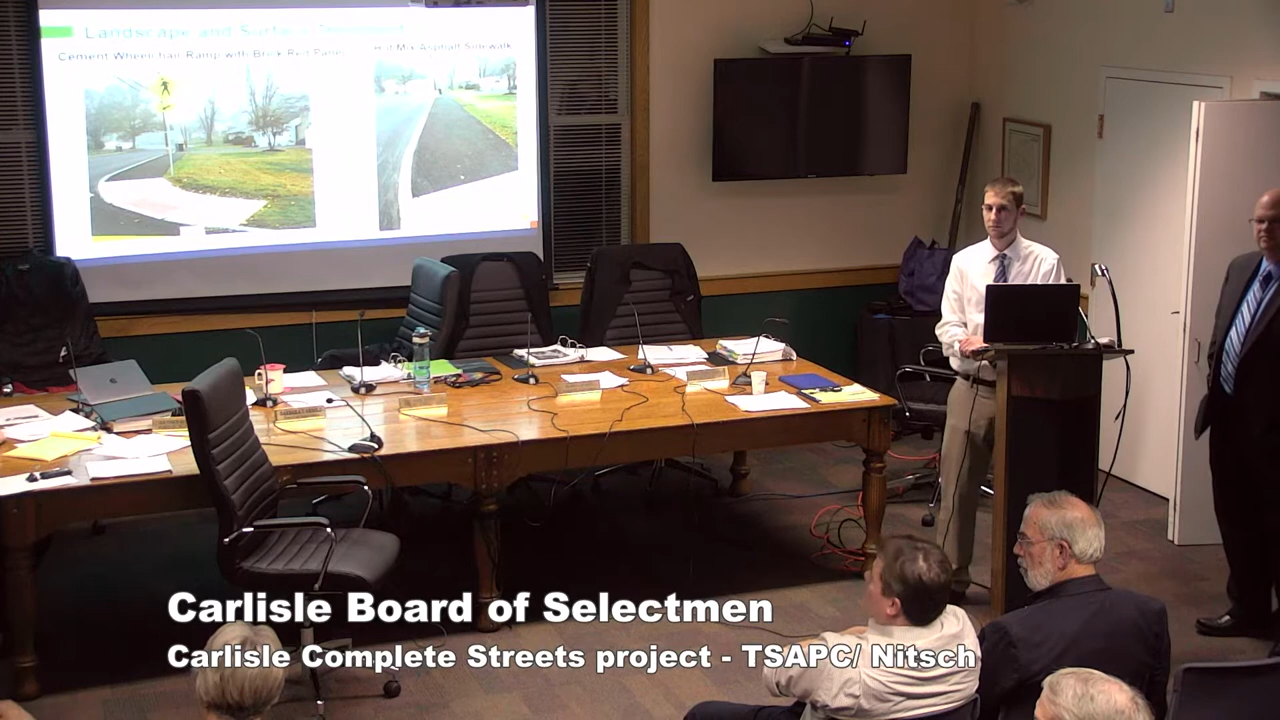 Landscape and Surface Treatment
Cement Wheelchair Ramp with Brick Red Panel
Hot Mix Asphalt Sidewalk
Carlisle Board of Selectmen
Carlisle Complete Streets project - TSAPC/ Nitsch